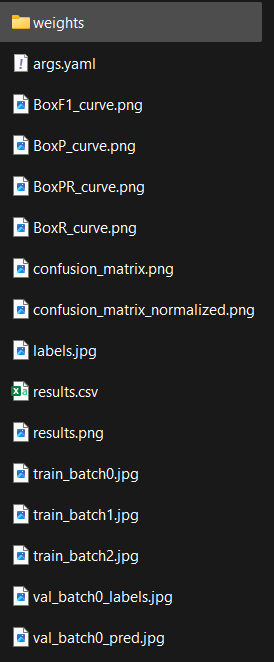 weights
args.yaml
BoxF1_curve.png
BoxP_curve.png
BoxPR_curve.png
BoxR_curve.png
confusion_matrix.png
confusion_matrix_normalized.png
labels.jpg
results.csv
results.png
train_batch0.jpg
train_batch1.jpg
train_batch2.jpg
val_batch0_labels.jpg
val_batch0_pred.jpg